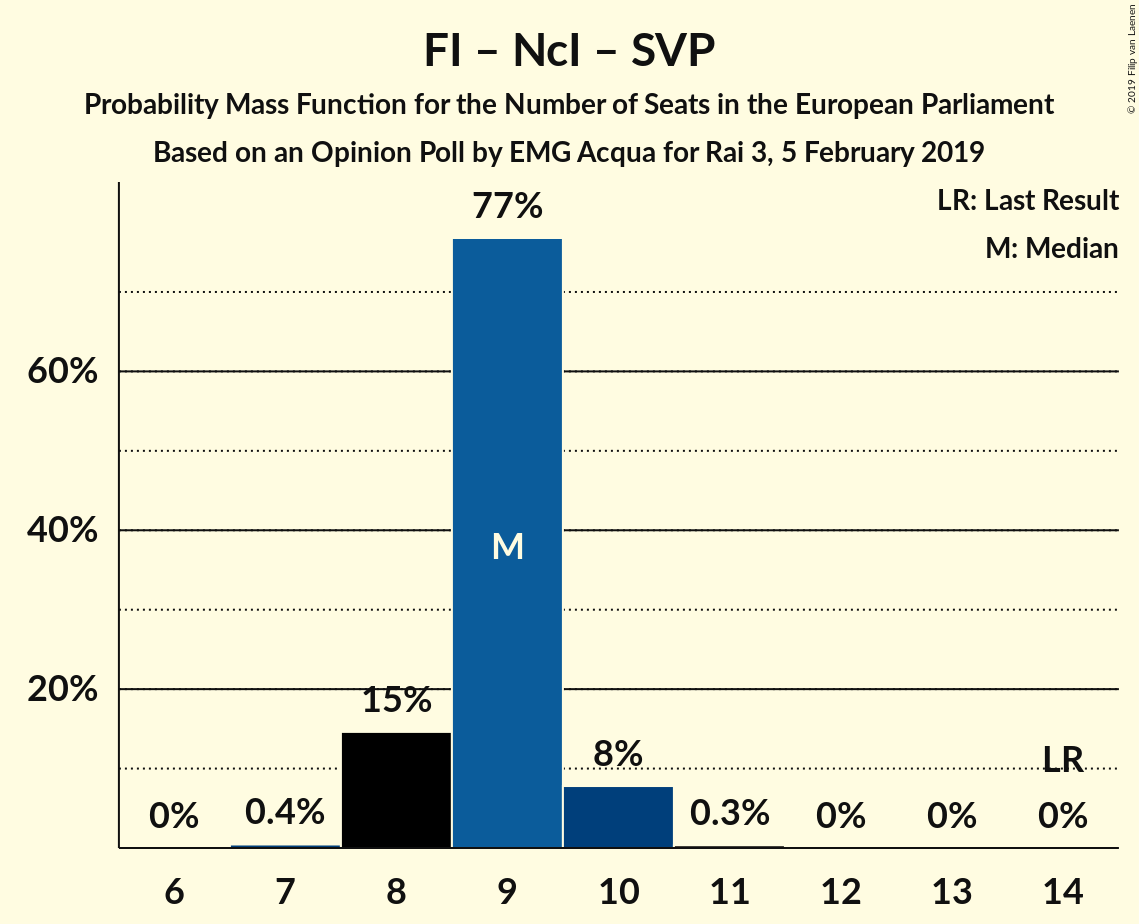 FI – NcI – SVP
Probability Mass Function for the Number of Seats in the European Parliament
Based on an Opinion Poll by EMG Acqua for Rai 3, 5 February 2019
© 2019 Filip van Laenen
LR: Last Result
M: Median
77%
60%
40%
20%
M
15%
8%
LR
0%
0.4%
0.3%
0%
0%
0%
6 7 8 9 10 11 12 13 14